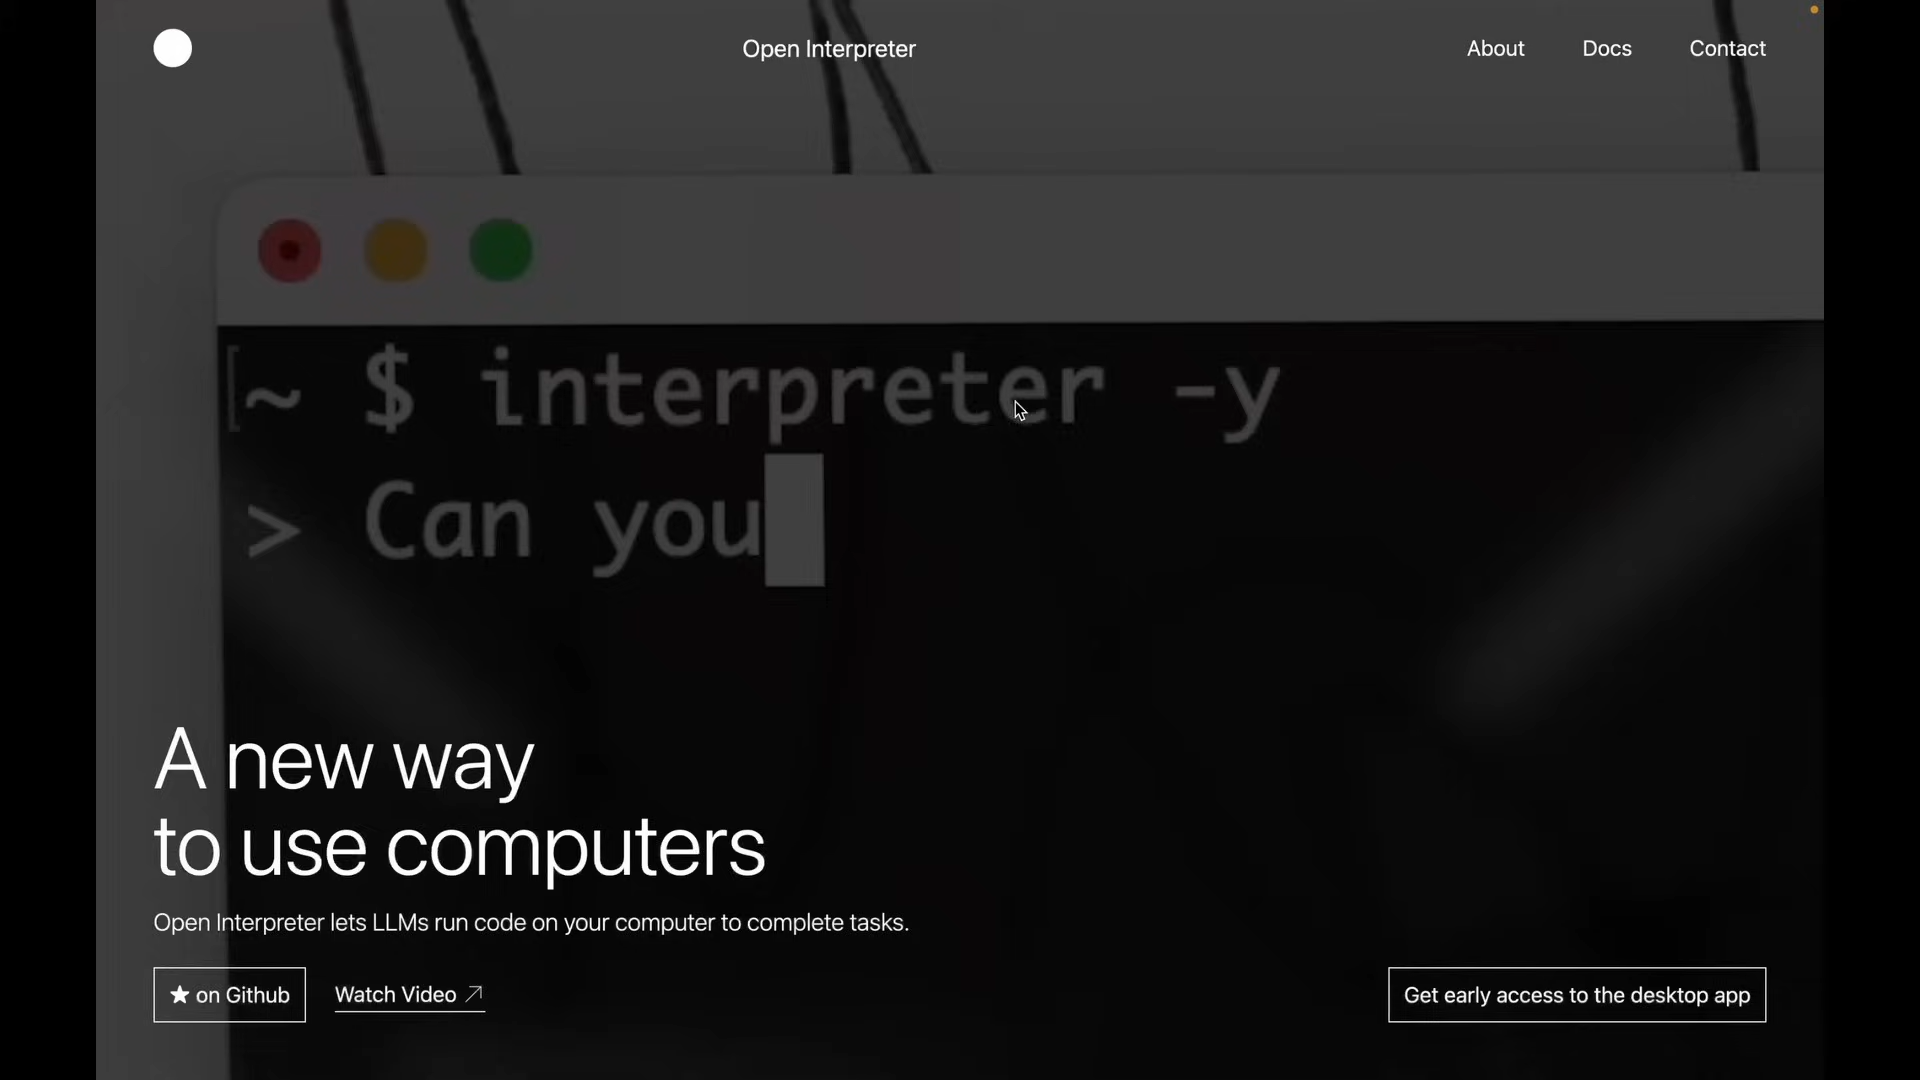 Open Interpreter
About
Docs
Contact
~ $ interpreter -y
> Can you
A new way
to use computers
Open Interpreter lets LLMs run code on your computer to complete tasks.
★ on Github
Watch Video ↗
Get early access to the desktop app